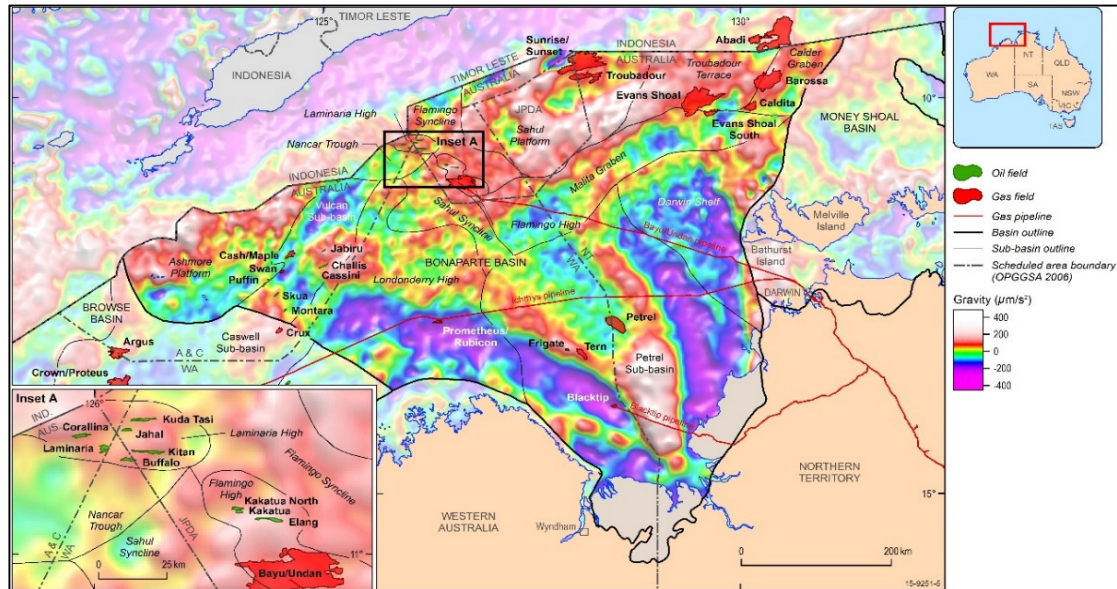 125°
130°
INDONESIA
TIMOR LESTE
Sunrise/
Sunset
INDONESIA
AUSTRALIA
Abadi
Calder
Graben
Troubadour
Terrace
TIMOR LESTE
AUSTRALIA
Troubadour
Barossa
Evans Shoal
Caldita
10°
Laminaria High
Flamingo
Syncline
JPDA
Sahul
Platform
Evans Shoal
South
MONEY SHOAL
BASIN
Nancar Trough
Inset A
Malita Graben
INDONESIA
AUSTRALIA
Vulcan
Sub-basin
Sahul Syncline
Flamingo High
Darwin Shelf
Melville
Island
Bayu/Undan pipeline
Bathurst
Island
Ashmore
Platform
Cash/Maple
Jabiru
Swan
Challis
Puffin
Cassini
Londonderry High
BONAPARTE BASIN
NT
WA
DARWIN
Skua
Montara
Ichthys pipeline
BROWSE
BASIN
Crux
Caswell
Sub-basin
Argus
A & C
WA
Prometheus/
Rubicon
Petrel
Frigate
Tern
Petrel
Sub-basin
Crown/Proteus
Blacktip
Blacktip pipeline
NORTHERN
TERRITORY
15°
WESTERN
AUSTRALIA
Wyndham
0
200 km
15-9251-6
Inset A
126°
IND.
AUS.
Kuda Tasi
Corallina
Jahal
Laminaria High
Laminaria
Kitan
Buffalo
Flamingo Syncline
Flamingo
High
Kakatua North
Kakatua
Elang
Nancar
Trough
JPDA
Sahul
Syncline
A & C
WA
11°
0
25 km
Bayu/Undan
WA
NT
QLD
SA
NSW
VIC
TAS
Oil field
Gas field
Gas pipeline
Basin outline
Sub-basin outline
Scheduled area boundary
(OPGGSA 2006)
Gravity (µm/s²)
400
200
0
-200
-400